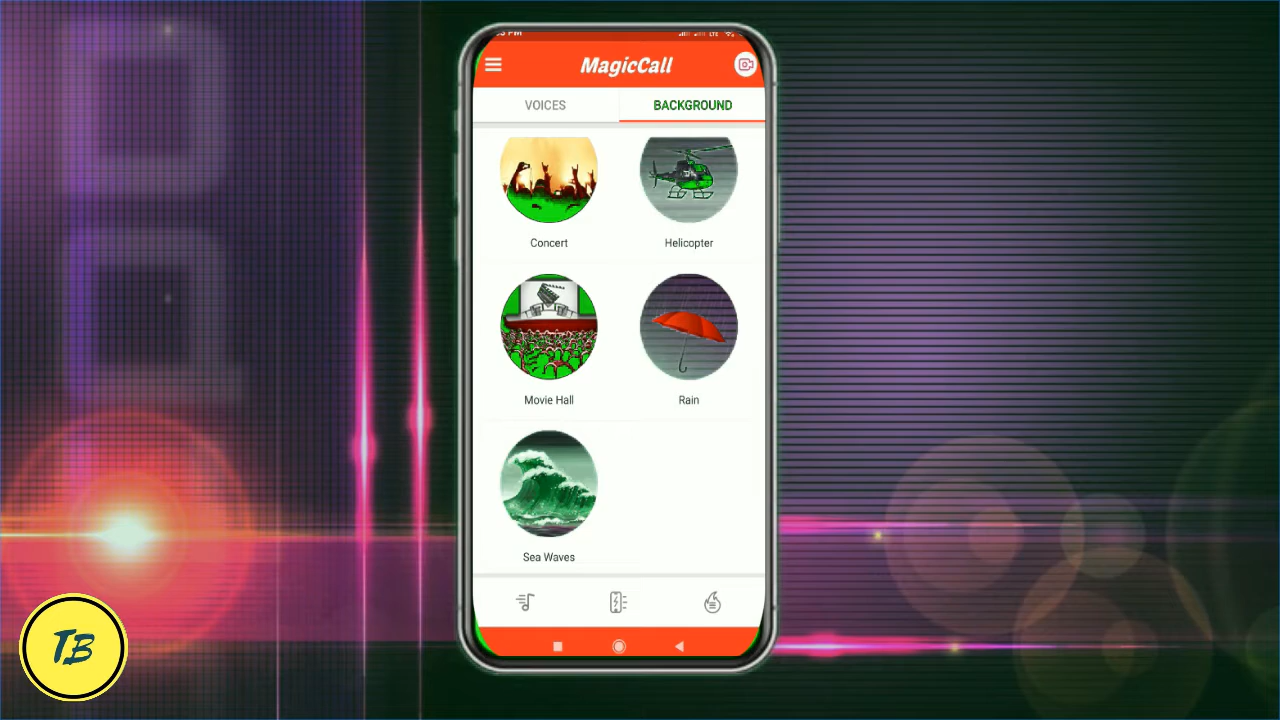 MagicCall
VOICES BACKGROUND
Concert Helicopter
Movie Hall Rain
Sea Waves
TB